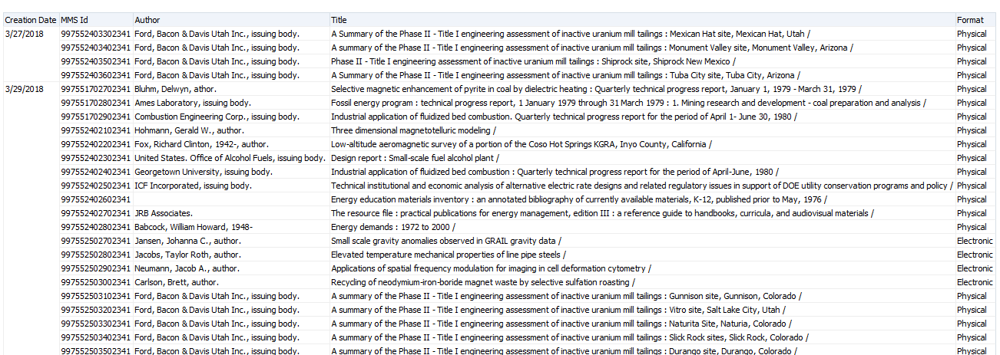 Creation Date MMS Id Author Title Format
3/27/2018 997552403302341 Ford, Bacon & Davis Utah Inc., issuing body. A Summary of the Phase II - Title I engineering assessment of inactive uranium mill tailings : Mexican Hat site, Mexican Hat, Utah / Physical
997552403402341 Ford, Bacon & Davis Utah Inc., issuing body. A summary of the Phase II - Title I engineering assessment of inactive uranium mill tailings : Monument Valley site, Monument Valley, Arizona / Physical
997552403502341 Ford, Bacon & Davis Utah Inc., issuing body. Phase II - Title I engineering assessment of inactive uranium mill tailings : Shiprock site, Shiprock New Mexico / Physical
997552403602341 Ford, Bacon & Davis Utah Inc., issuing body. A Summary of the Phase II - Title I engineering assessment of inactive uranium mill tailings : Tuba City site, Tuba City, Arizona / Physical
3/29/2018 997551702702341 Bluhm, Delwyn, athor. Selective magnetic enhancement of pyrite in coal by dielectric heating : Quarterly technical progress report, January 1, 1979 - March 31, 1979 / Physical
997551702802341 Ames Laboratory, issuing body. Fossil energy program : technical progress report, 1 January 1979 through 31 March 1979 : 1. Mining research and development - coal preparation and analysis / Physical
997551702902341 Combustion Engineering Corp., issuing body. Industrial application of fluidized bed combustion. Quarterly technical progress report for the period of April 1- June 30, 1980 / Physical
997552402102341 Hohmann, Gerald W., author. Three dimensional magnetotelluric modeling / Physical
997552402202341 Fox, Richard Clinton, 1942-, author. Low-altitude aeromagnetic survey of a portion of the Coso Hot Springs KGRA, Inyo County, California / Physical
997552402302341 United States. Office of Alcohol Fuels, issuing body. Design report : Small-scale fuel alcohol plant / Physical
997552402402341 Georgetown University, issuing body. Industrial application of fluidized bed combustion : Quarterly technical progress report for the period of April-June, 1980 / Physical
997552402502341 ICF Incorporated, issuing body. Technical institutional and economic analysis of alternative electric rate designs and related regulatory issues in support of DOE utility conservation programs and policy / Physical
997552402602341 Energy education materials inventory : an annotated bibliography of currently available materials, K-12, published prior to May, 1976 / Physical
997552402702341 JRB Associates. The resource file : practical publications for energy management, edition III : a reference guide to handbooks, curricula, and audiovisual materials / Physical
997552402802341 Babcock, William Howard, 1948- Energy demands : 1972 to 2000 / Physical
997552502702341 Jansen, Johanna C., author. Small scale gravity anomalies observed in GRAIL gravity data / Electronic
997552502802341 Jacobs, Taylor Roth, author. Elevated temperature mechanical properties of line pipe steels / Electronic
997552502902341 Neumann, Jacob A., author. Applications of spatial frequency modulation for imaging in cell deformation cytometry / Electronic
997552503002341 Carlson, Brett, author. Recycling of neodymium-iron-boride magnet waste by selective sulfation roasting / Electronic
997552503102341 Ford, Bacon & Davis Utah Inc., issuing body. A summary of the Phase II - Title I engineering assessment of inactive uranium mill tailings : Gunnison site, Gunnison, Colorado / Physical
997552503202341 Ford, Bacon & Davis Utah Inc., issuing body. A summary of the Phase II - Title I engineering assessment of inactive uranium mill tailings : Vitro site, Salt Lake City, Utah / Physical
997552503302341 Ford, Bacon & Davis Utah Inc., issuing body. A summary of the Phase II - Title I engineering assessment of inactive uranium mill tailings : Naturita Site, Naturia, Colorado / Physical
997552503402341 Ford, Bacon & Davis Utah Inc., issuing body. A summary of the Phase II - Title I engineering assessment of inactive uranium mill tailings : Slick Rock sites, Slick Rock, Colorado / Physical
997552503502341 Ford, Bacon & Davis Utah Inc., issuing body. A summary of the Phase II - Title I engineering assessment of inactive uranium mill tailings : Durango site, Durango, Colorado / Physical